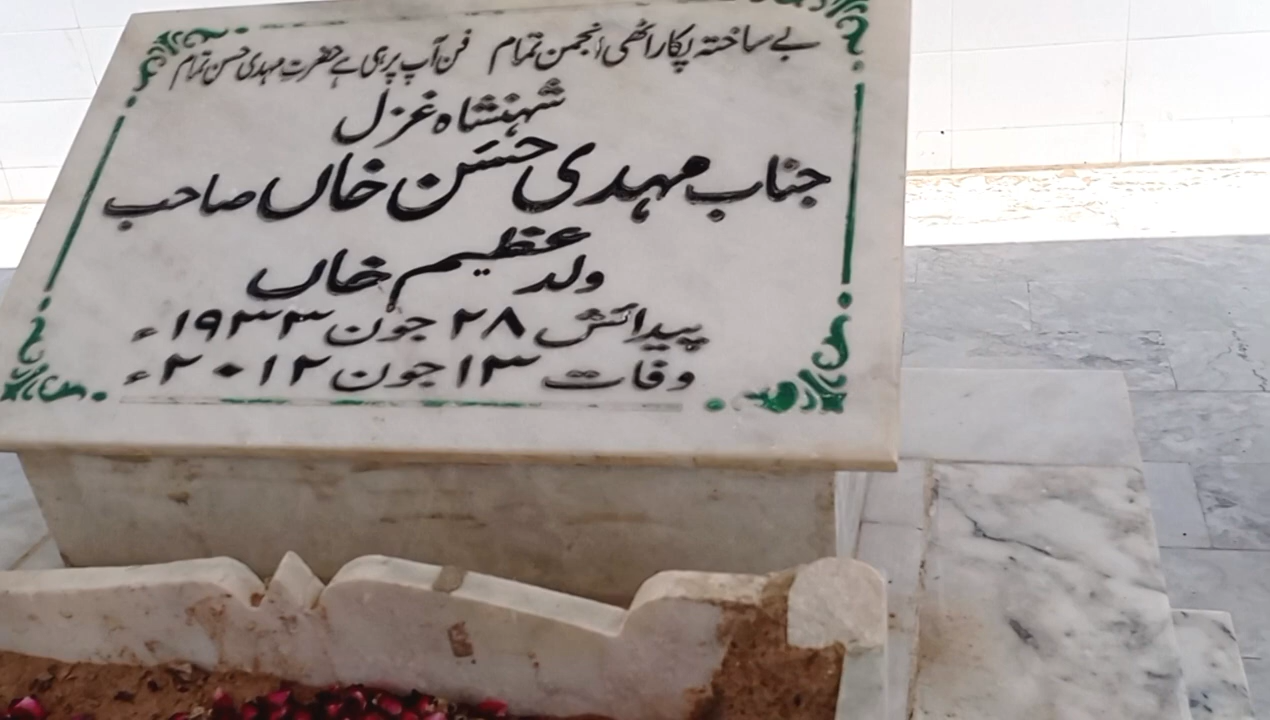 بے ساختہ پکار اٹھی انجمن تمام فن آپ پر ہی ہے حضرت مہدی حسن تمام
شہنشاہ غزل
جناب مہدی حسَن خاں صاحب
ولد عظیم خاں
پیدائش ۲۸ جون ۱۹۳۳ء
وفات ۱۳ جون ۲۰۱۲ء